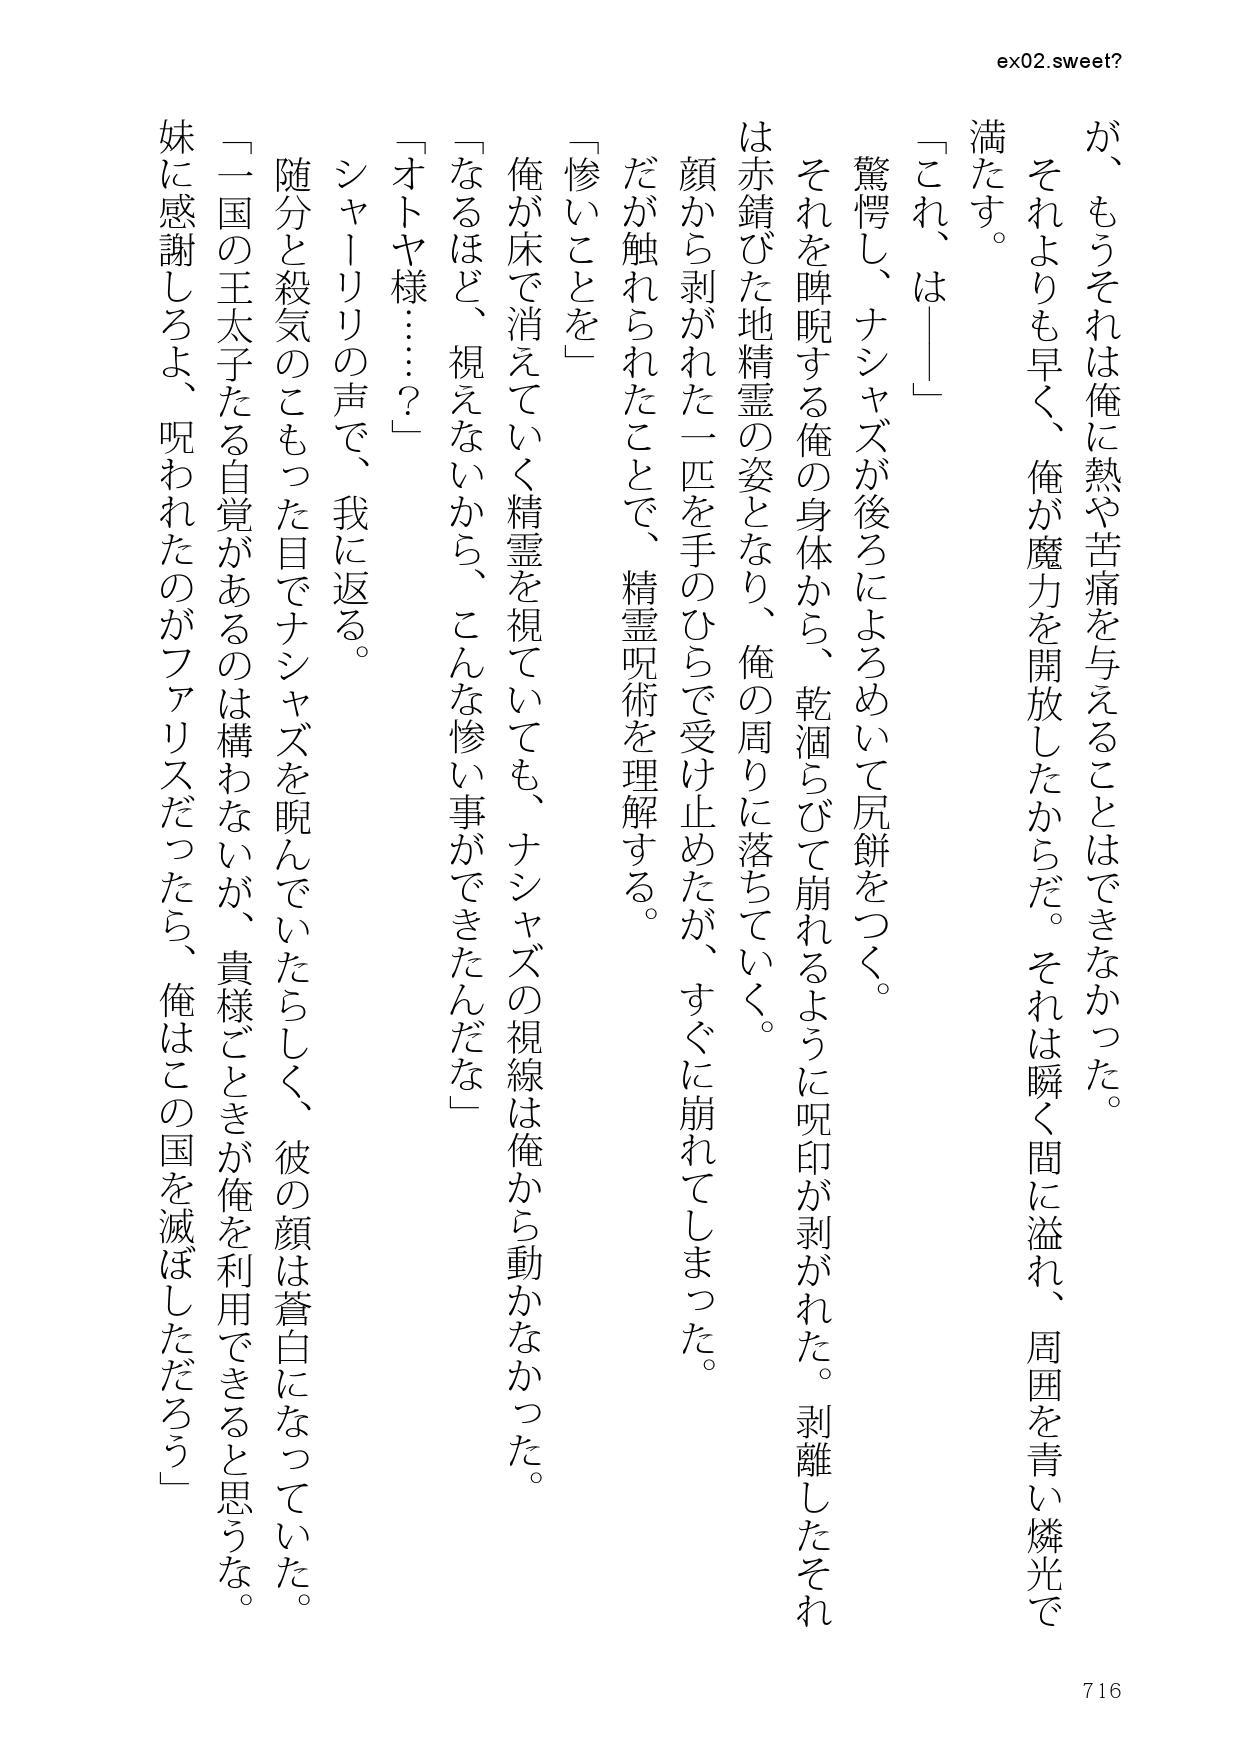 ex02.sweet?
が、もうそれは俺に熱や苦痛を与えることはできなかった。
それよりも早く、俺が魔力を開放したからだ。それは瞬く間に溢れ、周囲を青い燐光で
満たす。
「これ、は――」
驚愕し、ナシャズが後ろによろめいて尻餅をつく。
それを睥睨する俺の身体から、乾涸らびて崩れるように呪印が剥がれた。剥離したそれ
は赤錆びた地精霊の姿となり、俺の周りに落ちていく。
顔から剥がれた一匹を手のひらで受け止めたが、すぐに崩れてしまった。
だが触れられたことで、精霊呪術を理解する。
「惨いことを」
俺が床で消えていく精霊を視ていても、ナシャズの視線は俺から動かなかった。
「なるほど、視えないから、こんな惨い事ができたんだな」
「オトヤ様……？」
シャーリリの声で、我に返る。
随分と殺気のこもった目でナシャズを睨んでいたらしく、彼の顔は蒼白になっていた。
「一国の王太子たる自覚があるのは構わないが、貴様ごときが俺を利用できると思うな。
妹に感謝しろよ、呪われたのがファリスだったら、俺はこの国を滅ぼしただろう」
716